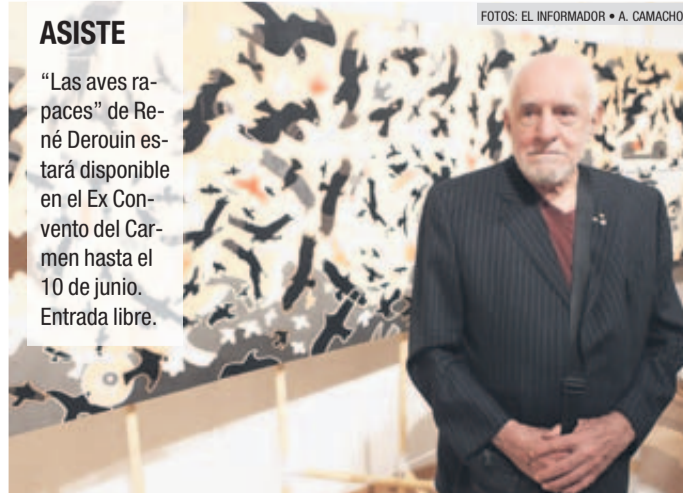 FOTOS: EL INFORMADOR • A. CAMACHO
ASISTE
“Las aves ra-
paces” de Re-
né Derouin es-
tará disponible
en el Ex Con-
vento del Car-
men hasta el
10 de junio.
Entrada libre.